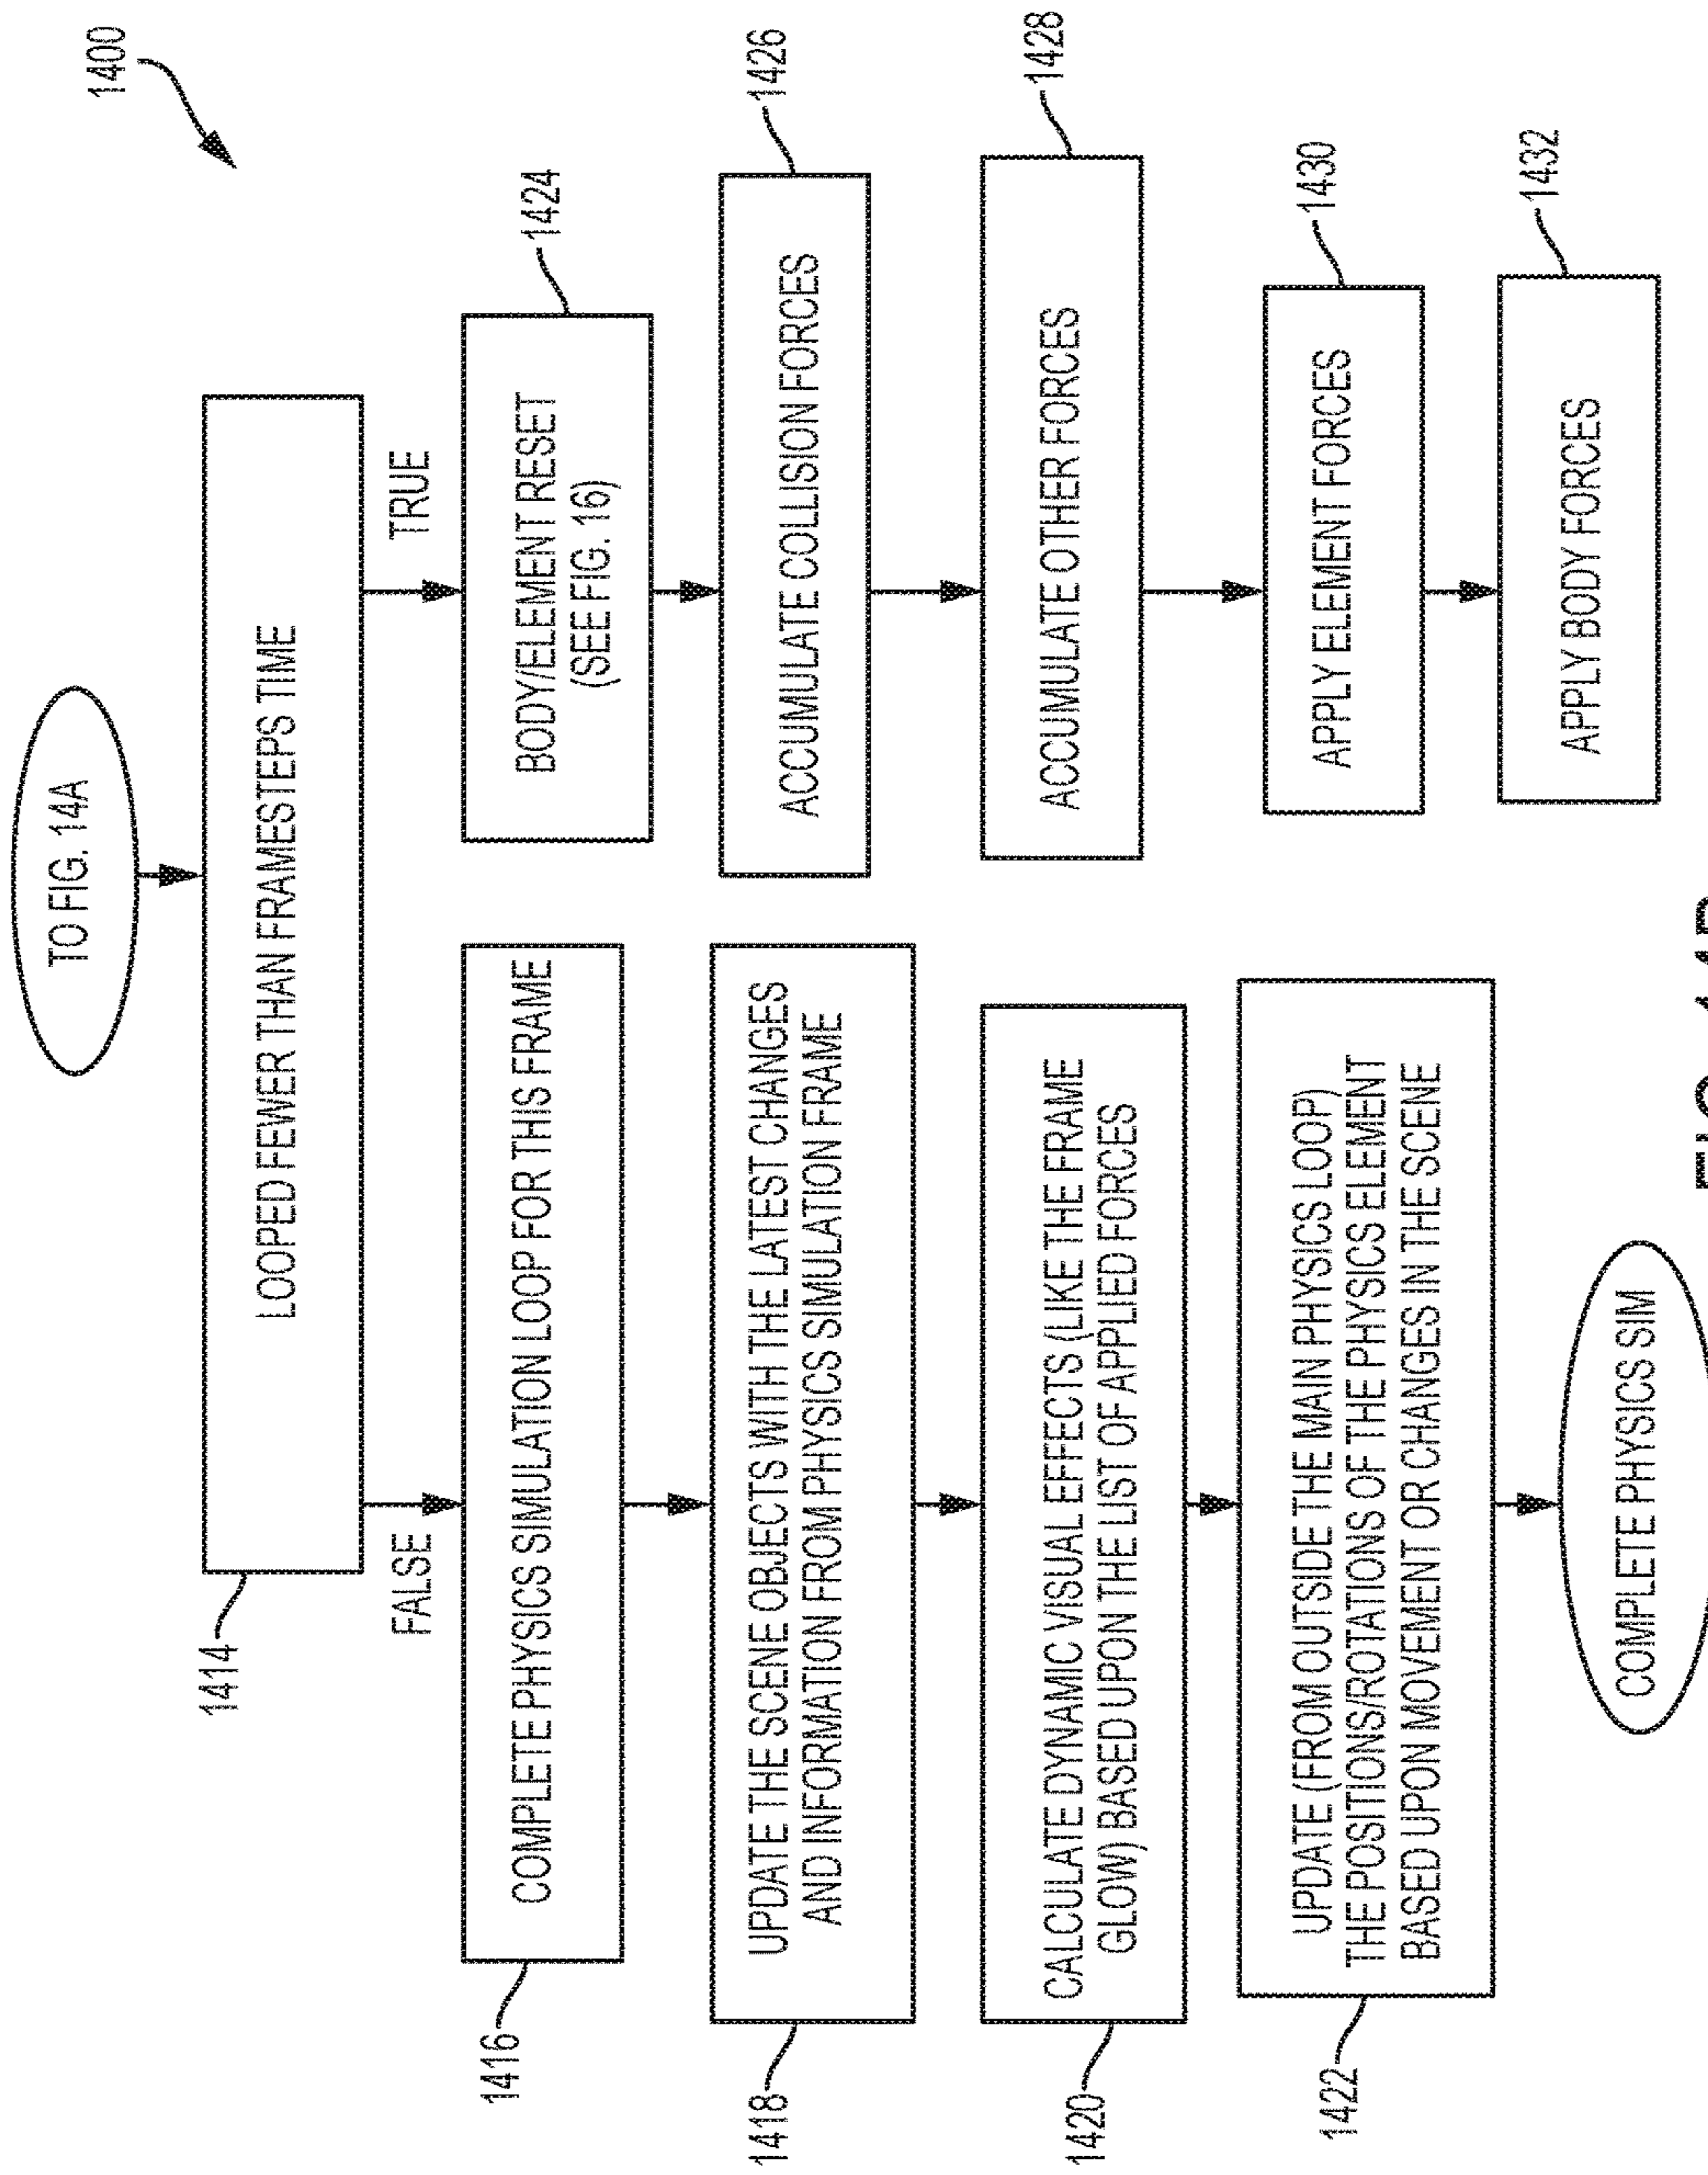 1400
TO FIG. 14A
LOOPED FEWER THAN FRAMESTEPS TIME
1414
FALSE
TRUE
COMPLETE PHYSICS SIMULATION LOOP FOR THIS FRAME
1416
UPDATE THE SCENE OBJECTS WITH THE LATEST CHANGES
AND INFORMATION FROM PHYSICS SIMULATION FRAME
1418
CALCULATE DYNAMIC VISUAL EFFECTS (LIKE THE FRAME
GLOW) BASED UPON THE LIST OF APPLIED FORCES
1420
UPDATE (FROM OUTSIDE THE MAIN PHYSICS LOOP)
THE POSITIONS/ROTATIONS OF THE PHYSICS ELEMENT
BASED UPON MOVEMENT OR CHANGES IN THE SCENE
1422
COMPLETE PHYSICS SIM
BODY/ELEMENT RESET
(SEE FIG. 16)
1424
ACCUMULATE COLLISION FORCES
1426
ACCUMULATE OTHER FORCES
1428
APPLY ELEMENT FORCES
1430
APPLY BODY FORCES
1432